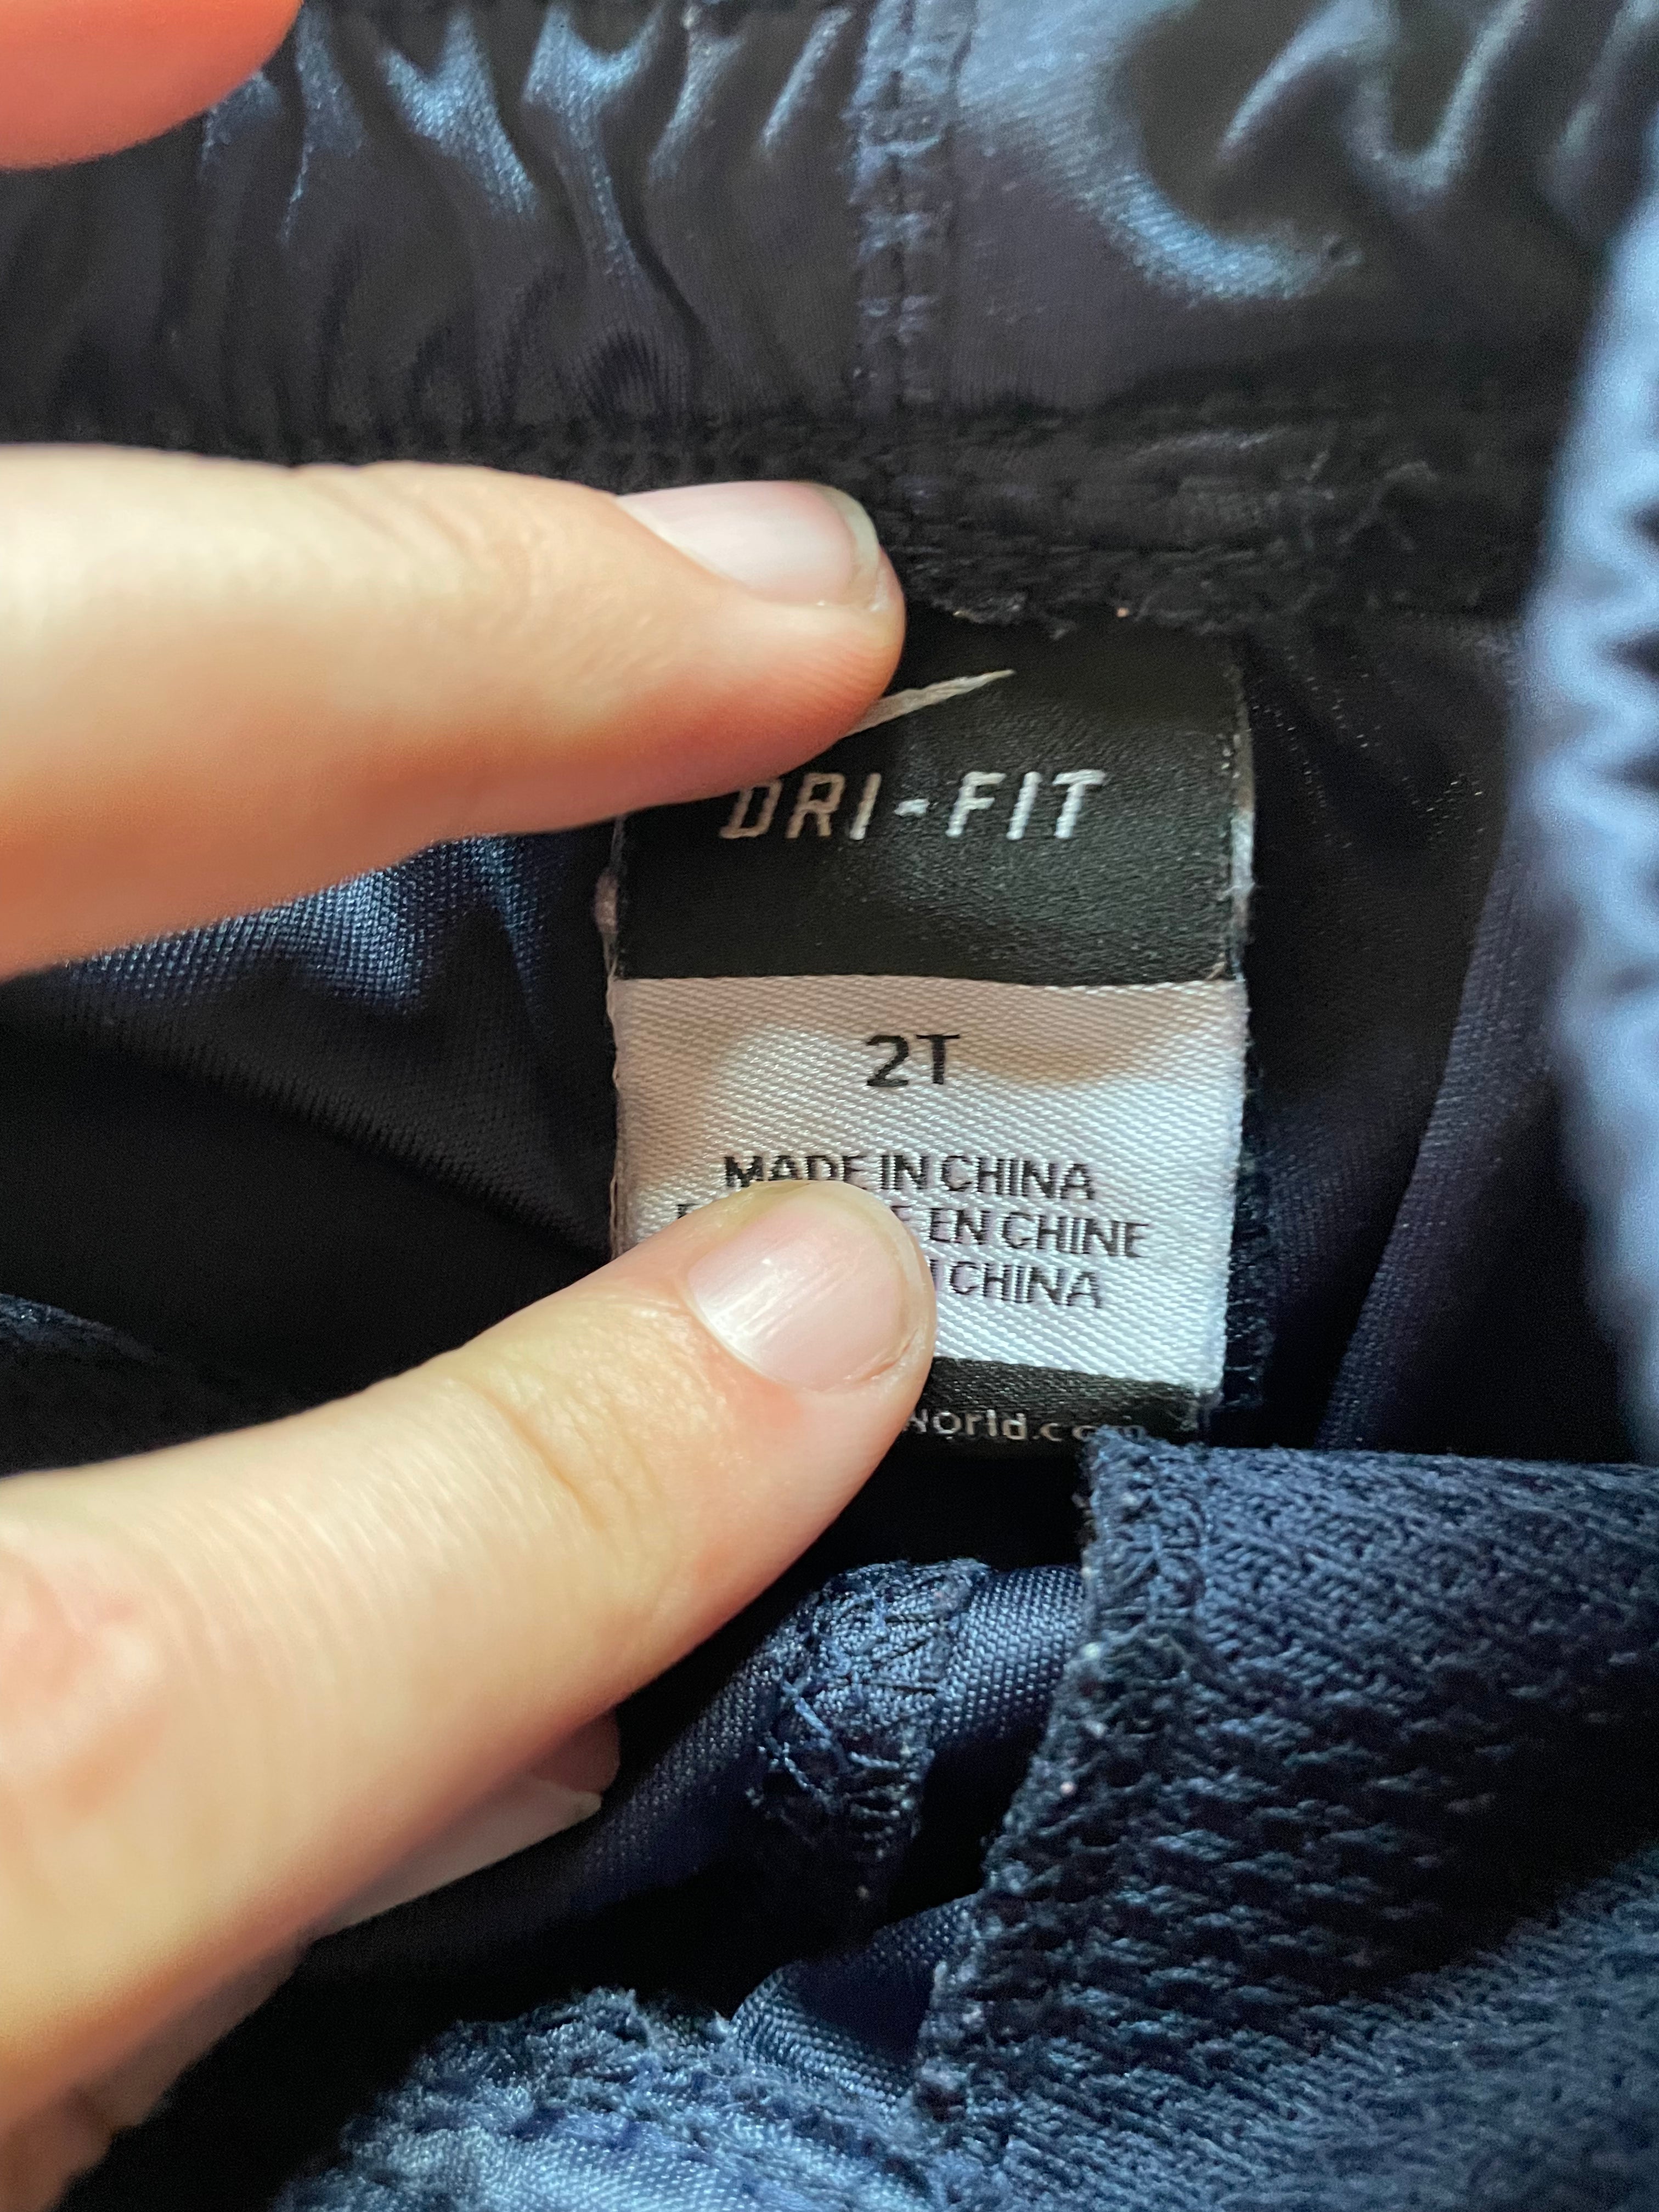 DRI-FIT
2T
MADE IN CHINA
EN CHINE
CHINA